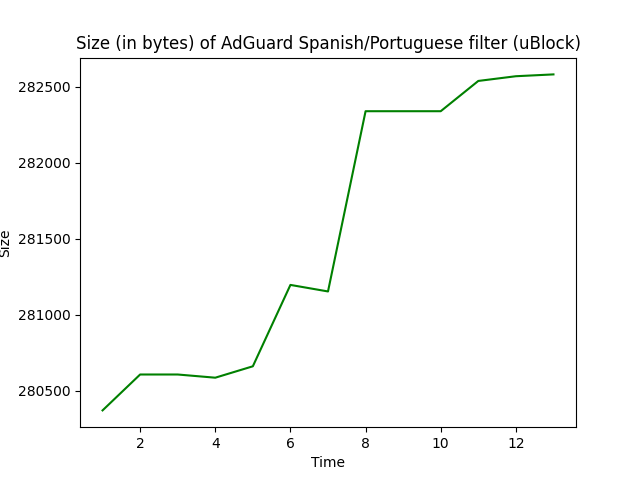 Size (in bytes) of AdGuard Spanish/Portuguese filter (uBlock)
282500
282000
281500
281000
280500
Size
2 4 6 8 10 12
Time